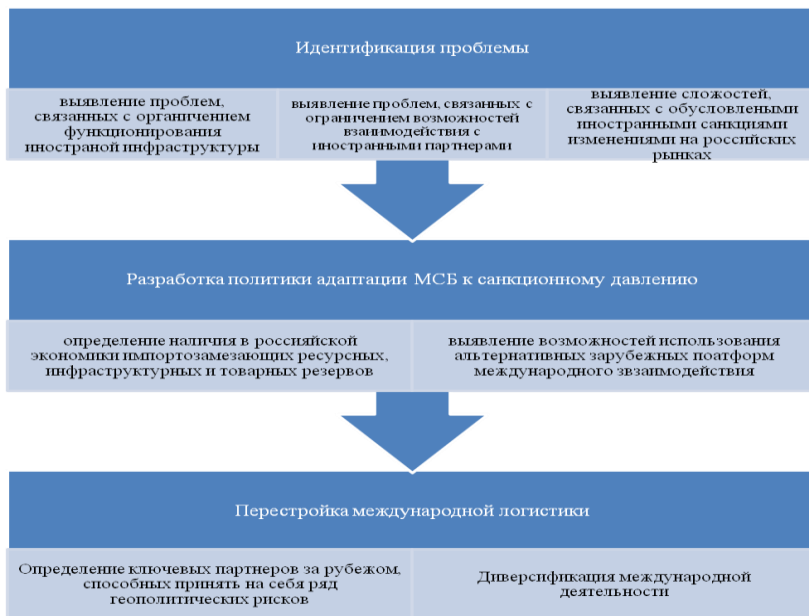 Идентификация проблемы
выявление проблем,
связанных с органичением
функционирования
иностраной инфраструктуры
выявление проблем, связанных с
ограничением возможностей
взаимодействия с
иностранными партнерами
выявление сложостей,
связанных с обусловлеными
иностранными санкциями
изменениями на российских
рынках
Разработка политики адаптации МСБ к санкционному давлению
определение наличия в россияйской
экономики импортозамезающих ресурсных,
инфраструктурных и товарных резервов
выявление возможностей использования
альтернативных зарубежных поатформ
международного звзаимодействия
Перестройка международной логистики
Определение ключевых партнеров за рубежом,
способных принять на себя ряд
геополитических рисков
Диверсификация международной
деятельности